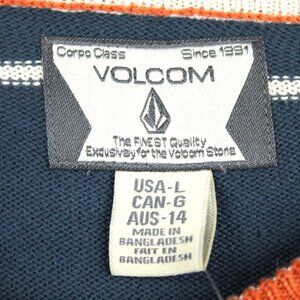 Corpo Class Since 1991
VOLCOM
The FINEST Quality
Exclusively for the Volcom Stone
USA-L
CAN-G
AUS-14
MADE IN
BANGLADESH
FAIT EN
BANGLADESH